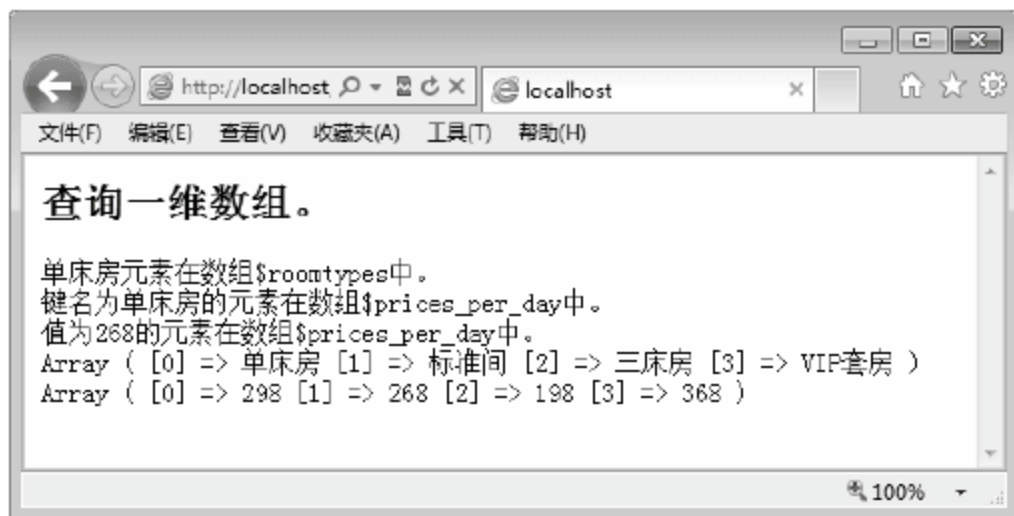 http://localhost
localhost
文件(F) 编辑(E) 查看(V) 收藏夹(A) 工具(T) 帮助(H)
查询一维数组。
单床房元素在数组$roomtypes中。
键名为单床房的元素在数组$prices_per_day中。
值为268的元素在数组$prices_per_day中。
Array ( [0] => 单床房 [1] => 标准间 [2] => 三床房 [3] => VIP套房 )
Array ( [0] => 298 [1] => 268 [2] => 198 [3] => 368 )
100%